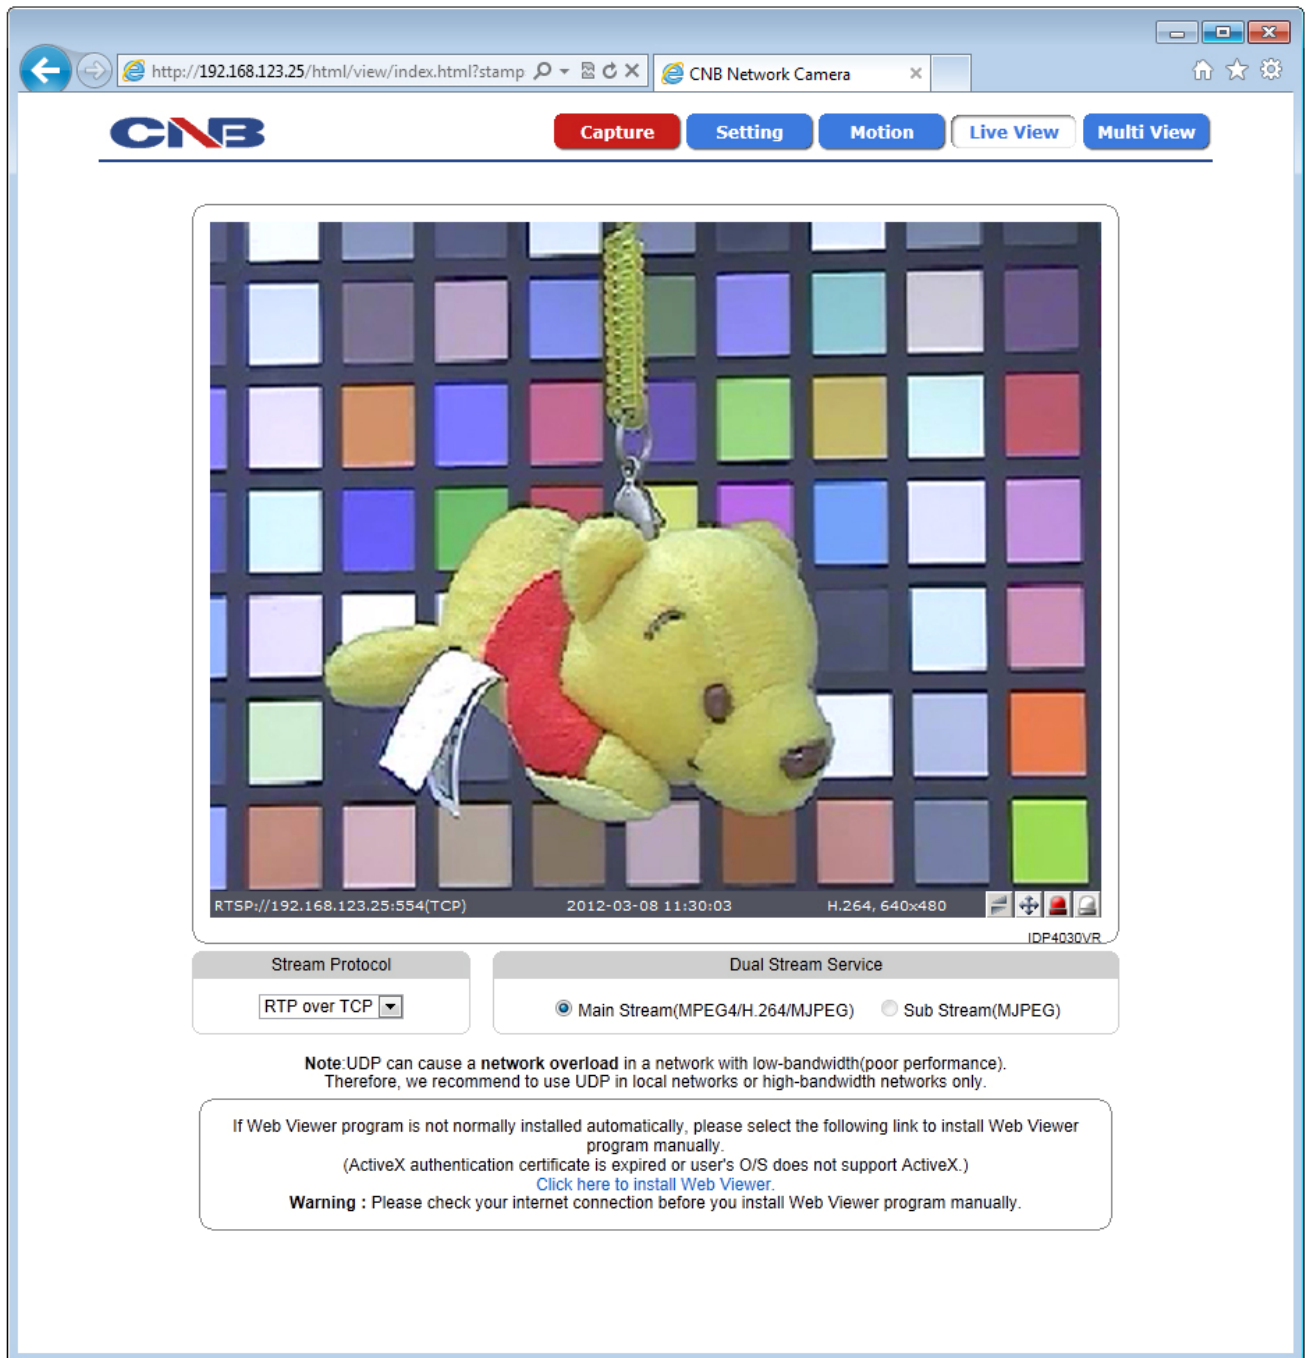 http://192.168.123.25/html/view/index.html?stamp
CNB Network Camera
CNB
Capture
Setting
Motion
Live View
Multi View
RTSP://192.168.123.25:554(TCP)
2012-03-08 11:30:03
H.264, 640x480
IDP4030VR
Stream Protocol
Dual Stream Service
RTP over TCP
Main Stream(MPEG4/H.264/MJPEG)
Sub Stream(MJPEG)
Note:UDP can cause a network overload in a network with low-bandwidth(poor performance).
Therefore, we recommend to use UDP in local networks or high-bandwidth networks only.
If Web Viewer program is not normally installed automatically, please select the following link to install Web Viewer
program manually.
(ActiveX authentication certificate is expired or user's O/S does not support ActiveX.)
Click here to install Web Viewer.
Warning : Please check your internet connection before you install Web Viewer program manually.